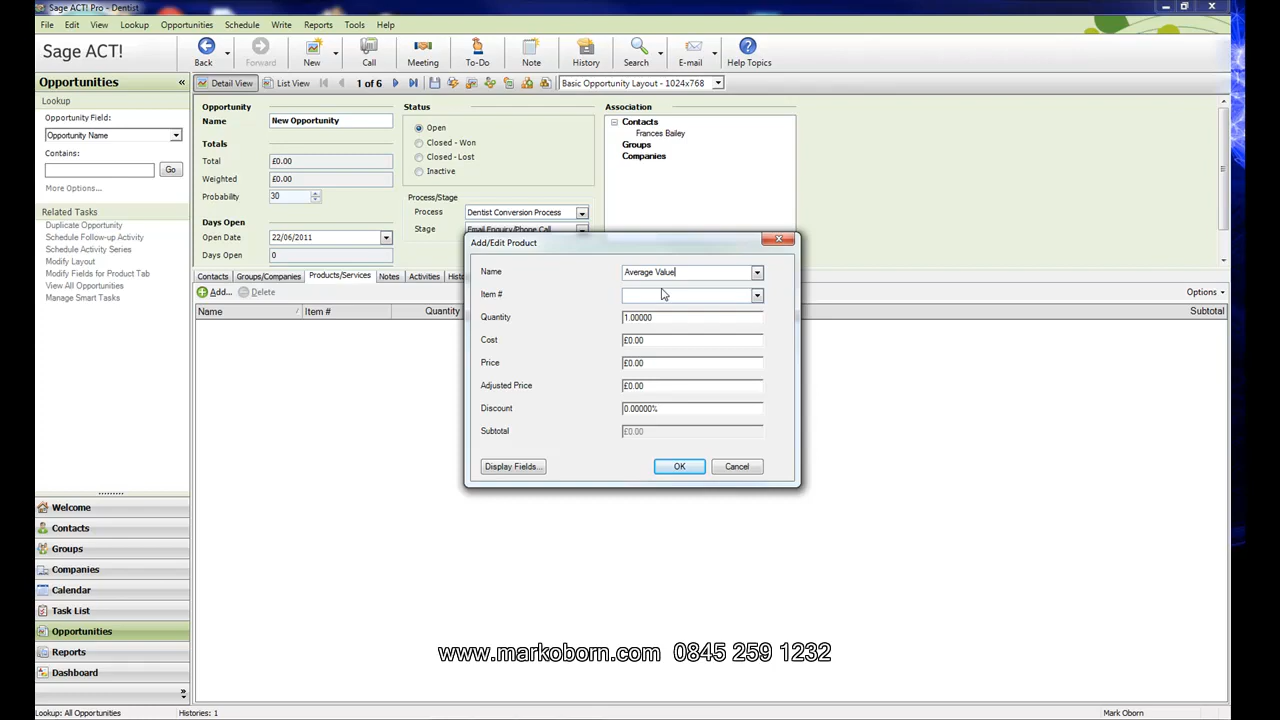 Sage ACT! Pro - Dentist
File Edit View Lookup Opportunities Schedule Write Reports Tools Help
Sage ACT!
Back Forward New Call Meeting To-Do Note History Search E-mail Help Topics
Opportunities «
Detail View List View 1 of 6 Basic Opportunity Layout - 1024x768
Lookup
Opportunity Field:
Opportunity Name
Contains:
Go
More Options...
Related Tasks
Duplicate Opportunity
Schedule Follow-up Activity
Schedule Activity Series
Modify Layout
Modify Fields for Product Tab
View All Opportunities
Manage Smart Tasks
Opportunity
Name New Opportunity
Totals
Total £0.00
Weighted £0.00
Probability 30
Days Open
Open Date 22/06/2011
Days Open 0
Status
Open
Closed - Won
Closed - Lost
Inactive
Process/Stage
Process Dentist Conversion Process
Stage Email Enquiry/Phone Call
Association
Contacts
Frances Bailey
Groups
Companies
Contacts Groups/Companies Products/Services Notes Activities
Add... Delete Options
Name / Item # Quantity Subtotal
Add/Edit Product
Name Average Value
Item #
Quantity 1.00000
Cost £0.00
Price £0.00
Adjusted Price £0.00
Discount 0.00000%
Subtotal £0.00
Display Fields... OK Cancel
Welcome
Contacts
Groups
Companies
Calendar
Task List
Opportunities
Reports
Dashboard
»
www.markoborn.com 0845 259 1232
Lookup: All Opportunities Histories: 1 Mark Oborn